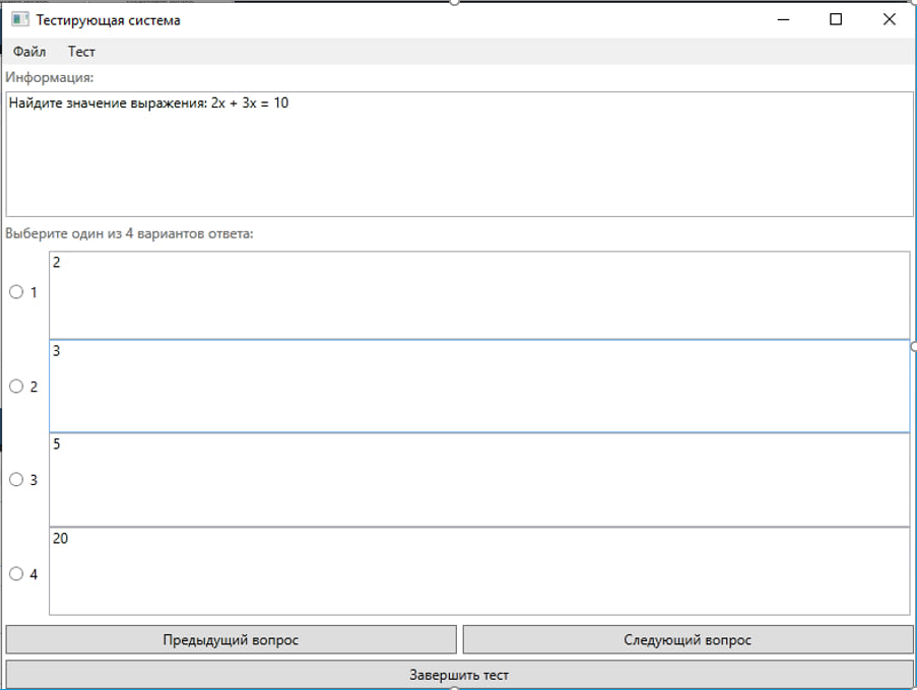 Тестирующая система
Файл Тест
Информация:
Найдите значение выражения: 2x + 3x = 10
Выберите один из 4 вариантов ответа:
1 2
2 3
3 5
4 20
Предыдущий вопрос Следующий вопрос
Завершить тест